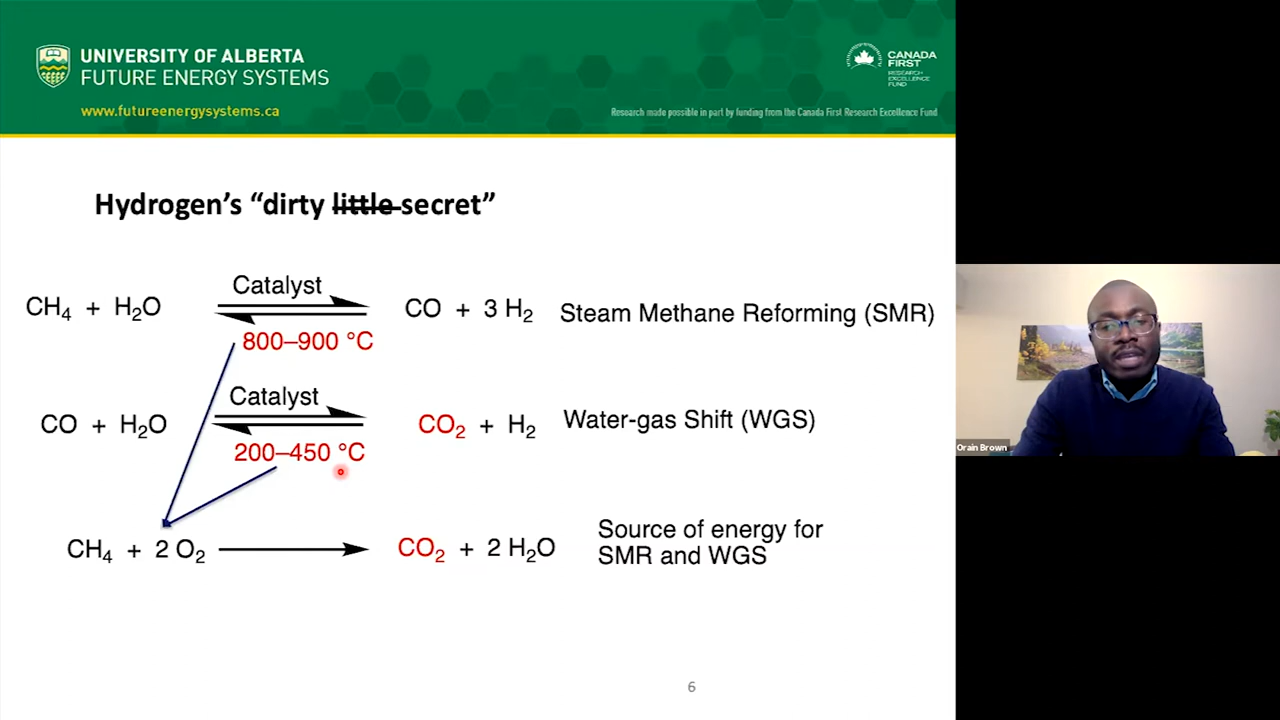 UNIVERSITY OF ALBERTA
FUTURE ENERGY SYSTEMS
www.futureenergysystems.ca
CANADA
FIRST
RESEARCH
EXCELLENCE
FUND
Research made possible in part by funding from the Canada First Research Excellence Fund
Hydrogen's “dirty little secret”
Catalyst
CH₄ + H₂O CO + 3 H₂ Steam Methane Reforming (SMR)
800–900 °C
Catalyst
CO + H₂O CO₂ + H₂ Water-gas Shift (WGS)
200–450 °C
CH₄ + 2 O₂ CO₂ + 2 H₂O Source of energy for
SMR and WGS
6
Orain Brown